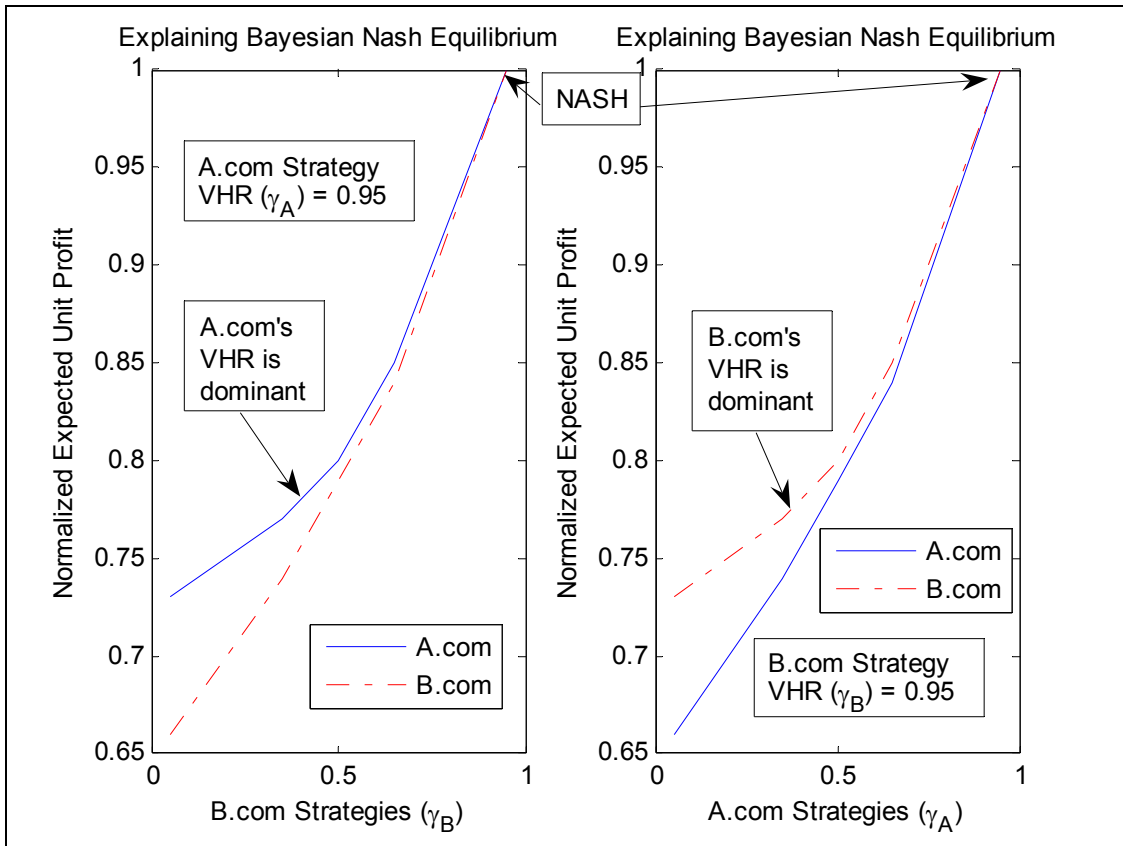 Explaining Bayesian Nash Equilibrium
Explaining Bayesian Nash Equilibrium
NASH
1
0.95
0.9
0.85
0.8
0.75
0.7
0.65
0
0.5
1
Normalized Expected Unit Profit
B.com Strategies (γB)
A.com Strategy
VHR (γA) = 0.95
A.com's
VHR is
dominant
A.com
B.com
1
0.95
0.9
0.85
0.8
0.75
0.7
0.65
0
0.5
1
Normalized Expected Unit Profit
A.com Strategies (γA)
B.com's
VHR is
dominant
A.com
B.com
B.com Strategy
VHR (γB) = 0.95